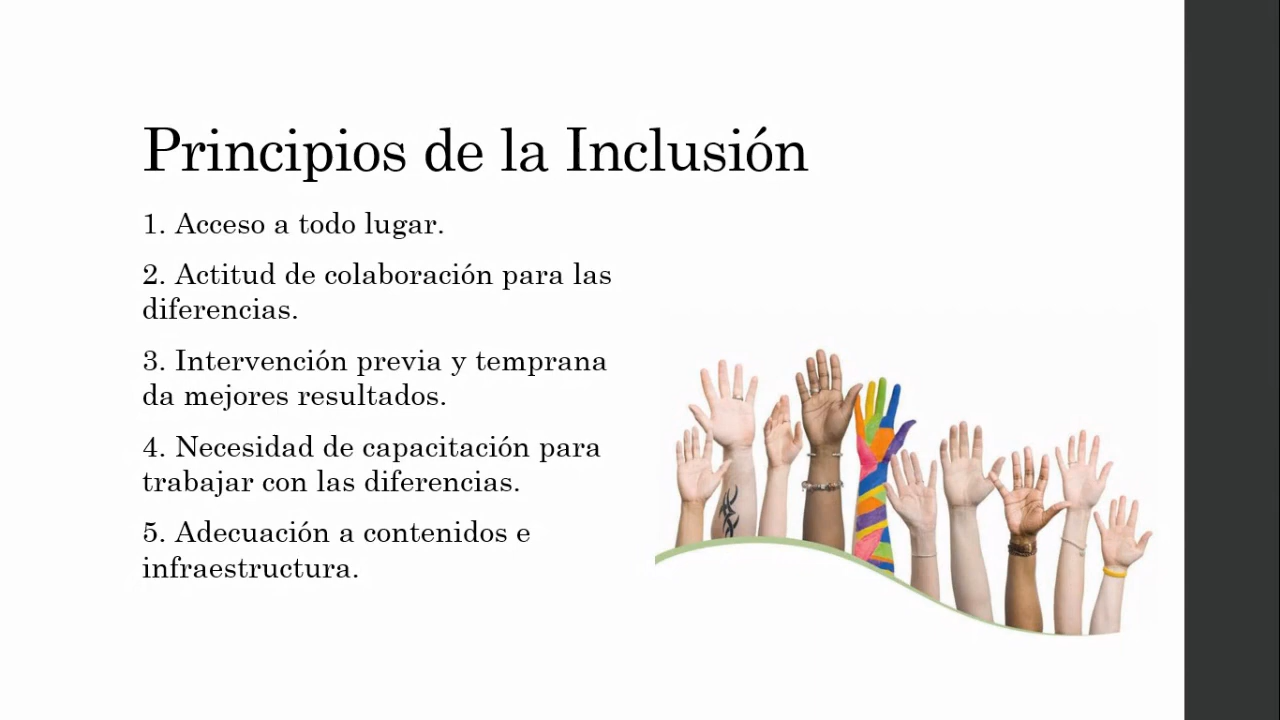 Principios de la Inclusión
1. Acceso a todo lugar.
2. Actitud de colaboración para las
diferencias.
3. Intervención previa y temprana
da mejores resultados.
4. Necesidad de capacitación para
trabajar con las diferencias.
5. Adecuación a contenidos e
infraestructura.